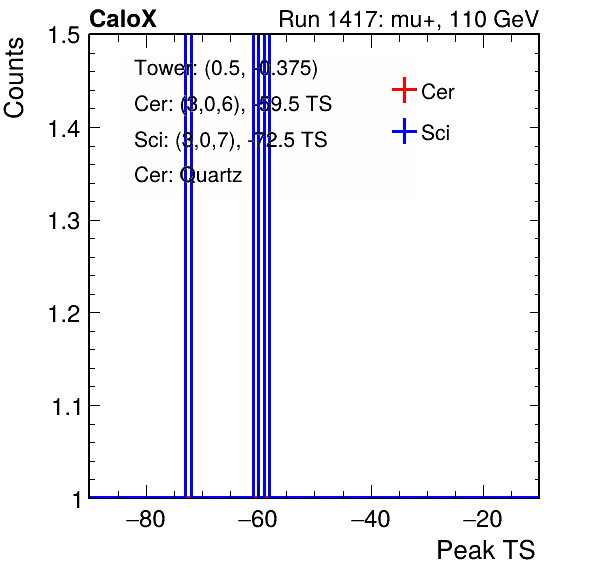 CaloX Run 1417: mu+, 110 GeV
Counts
1.5
1.4
1.3
1.2
1.1
1
Tower: (0.5, -0.375)
Cer: (3,0,6), -59.5 TS
Sci: (3,0,7), -72.5 TS
Cer: Quartz
Cer
Sci
−80 −60 −40 −20
Peak TS